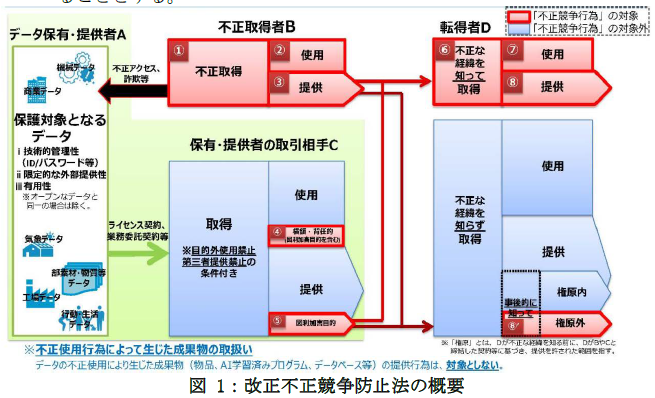 「不正競争行為」の対象
「不正競争行為」の対象外
データ保有・提供者A
機械データ
商業データ
保護対象となる
データ
ⅰ 技術的管理性
(ID/パスワード等)
ⅱ 限定的な外部提供性
ⅲ 有用性
※オープンなデータと
同一の場合は除く。
気象データ
部素材・物質等
データ
工場データ
行動・生活
データ
不正アクセス、
詐欺等
ライセンス契約、
業務委託契約等
不正取得者B
①
不正取得
②
使用
③
提供
保有・提供者の取引相手C
取得
※目的外使用禁止
第三者提供禁止の
条件付き
使用
④
横領・背任的
(図利加害目的を含む)
提供
⑤
図利加害目的
転得者D
⑥
不正な
経緯を
知って
取得
⑦
使用
⑧
提供
不正な
経緯を
知らず
取得
使用
提供
事後的に
知って
権原内
⑧'
権原外
※「権原」とは、Dが不正な経緯を知る前に、DがBやCと
締結した契約等に基づき、提供を許された範囲を指す。
※不正使用行為によって生じた成果物の取扱い
データの不正使用により生じた成果物（物品、AI学習済みプログラム、データベース等）の提供行為は、対象としない。
図 1：改正不正競争防止法の概要